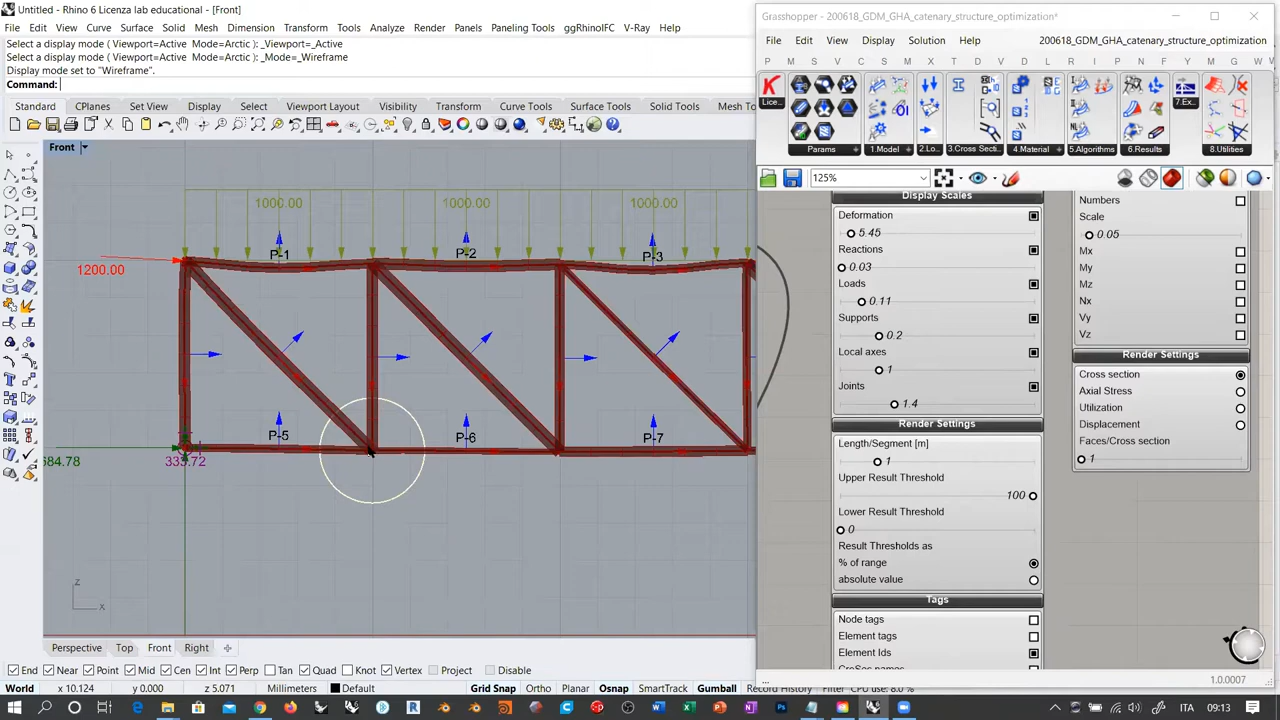 Untitled - Rhino 6 Licenza lab educational - [Front]
File Edit View Curve Surface Solid Mesh Dimension Transform Tools Analyze Render Panels Paneling Tools ggRhinoIFC V-Ray Help
Select a display mode ( Viewport=Active Mode=Arctic ): _Viewport=_Active
Select a display mode ( Viewport=Active Mode=Arctic ): _Mode=_Wireframe
Display mode set to "Wireframe".
Command:
Standard CPlanes Set View Display Select Viewport Layout Visibility Transform Curve Tools Surface Tools Solid Tools Mesh To
Front
1000.00 1000.00 1000.00
P-1 P-2 P-3
1200.00
P-5 P-6 P-7
684.78
z
x
Perspective Top Front Right
End Near Point Mid Cen Int Perp Tan Quad Knot Vertex Project Disable
World x 10.124 y 0.000 z 5.071 Millimeters Default Grid Snap Ortho Planar Osnap SmartTrack Gumball Record History Filter CPU use: 8.0 %
Grasshopper - 200618_GDM_GHA_catenary_structure_optimization*
File Edit View Display Solution Help 200618_GDM_GHA_catenary_structure_optimization
Lice... Params 1.Model 2.Lo.. 3.Cross Secti.. 4.Material 5.Algorithms 6.Results 7.Ex.. 8.Utilities
125%
Display Scales
Deformation
5.45
Reactions
0.03
Loads
0.11
Supports
0.2
Local axes
1
Joints
1.4
Render Settings
Length/Segment [m]
1
Upper Result Threshold
100
Lower Result Threshold
0
Result Thresholds as
% of range
absolute value
Tags
Node tags
Element tags
Element Ids
Numbers
Scale
0.05
Mx
My
Mz
Nx
Vy
Vz
Render Settings
Cross section
Axial Stress
Utilization
Displacement
Faces/Cross section
1
...
1.0.0007
ITA 09:13